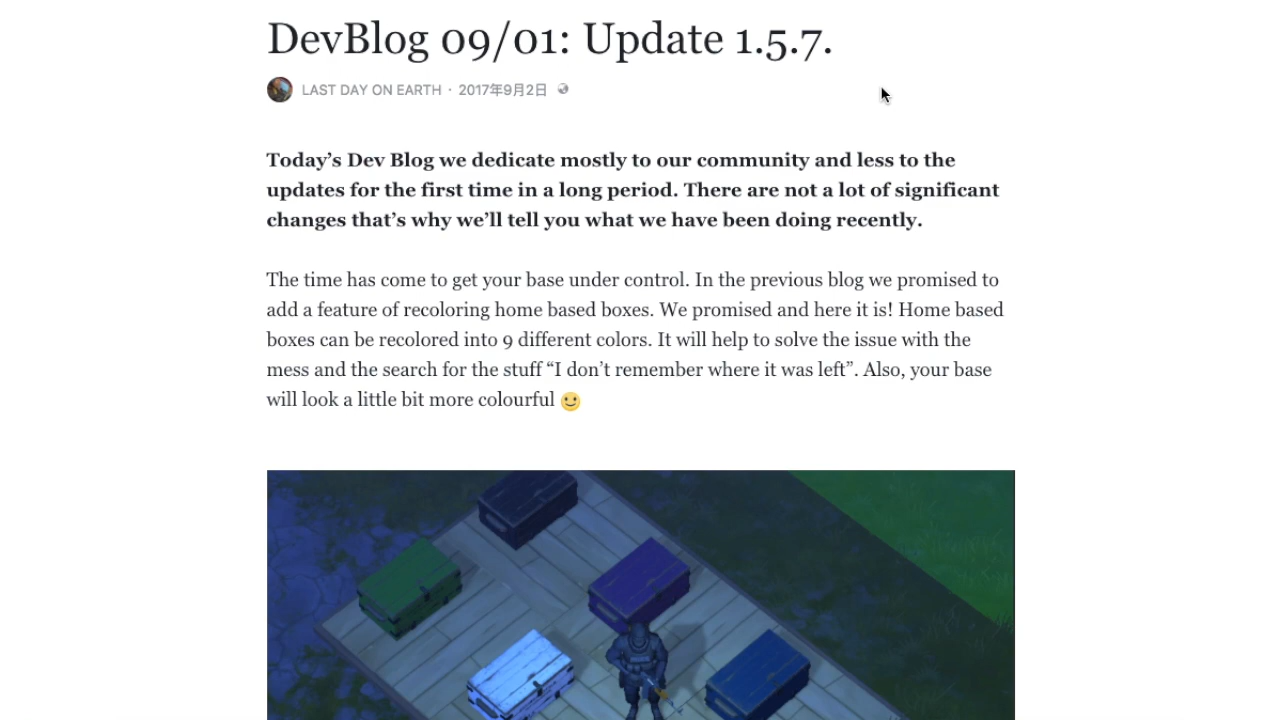 DevBlog 09/01: Update 1.5.7.
LAST DAY ON EARTH · 2017年9月2日
Today’s Dev Blog we dedicate mostly to our community and less to the
updates for the first time in a long period. There are not a lot of significant
changes that’s why we’ll tell you what we have been doing recently.
The time has come to get your base under control. In the previous blog we promised to
add a feature of recoloring home based boxes. We promised and here it is! Home based
boxes can be recolored into 9 different colors. It will help to solve the issue with the
mess and the search for the stuff “I don’t remember where it was left”. Also, your base
will look a little bit more colourful